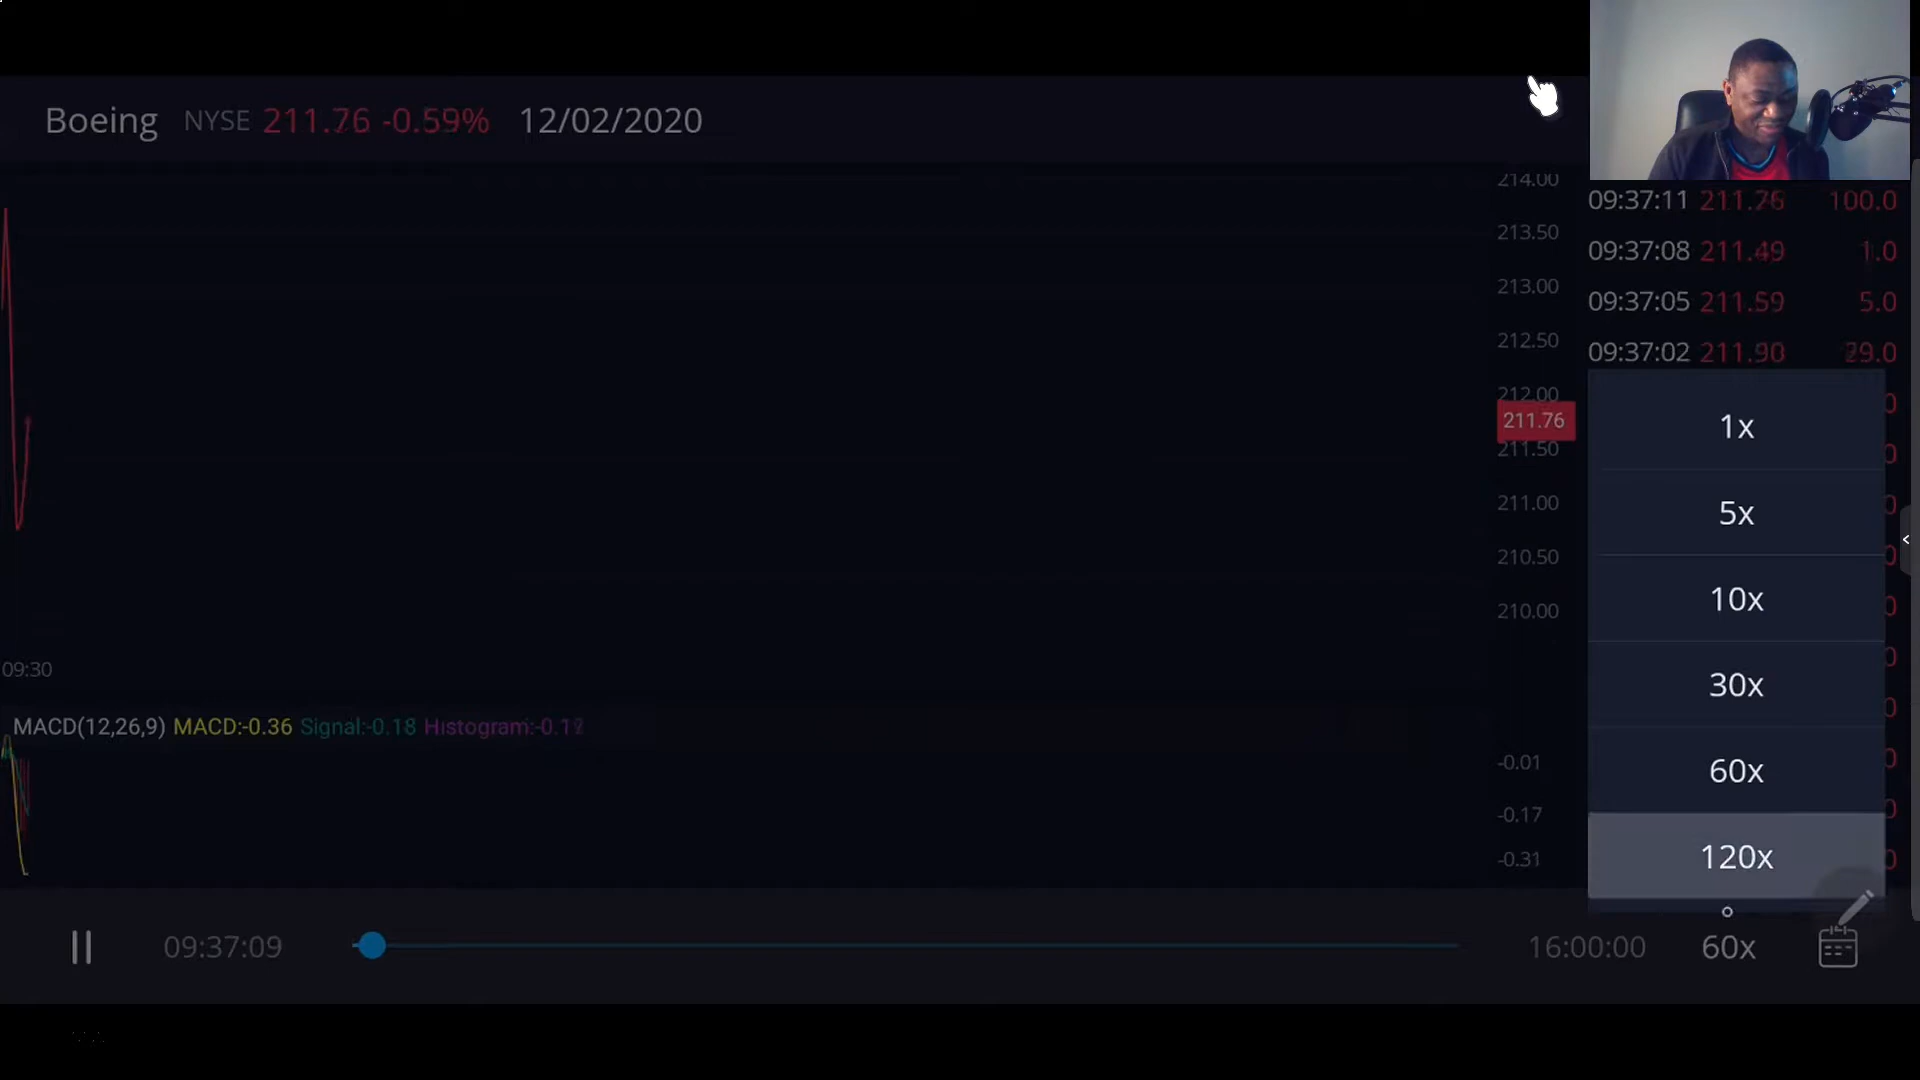 Boeing NYSE 211.76 -0.59% 12/02/2020
214.00
213.50
213.00
212.50
212.00
211.76
211.50
211.00
210.50
210.00
09:30
09:37:11 211.76 100.0
09:37:08 211.49 1.0
09:37:05 211.59 5.0
09:37:02 211.90 29.0
1x
5x
10x
30x
60x
120x
MACD(12,26,9) MACD:-0.36 Signal:-0.18 Histogram:-0.19
-0.01
-0.17
-0.31
09:37:09 16:00:00 60x